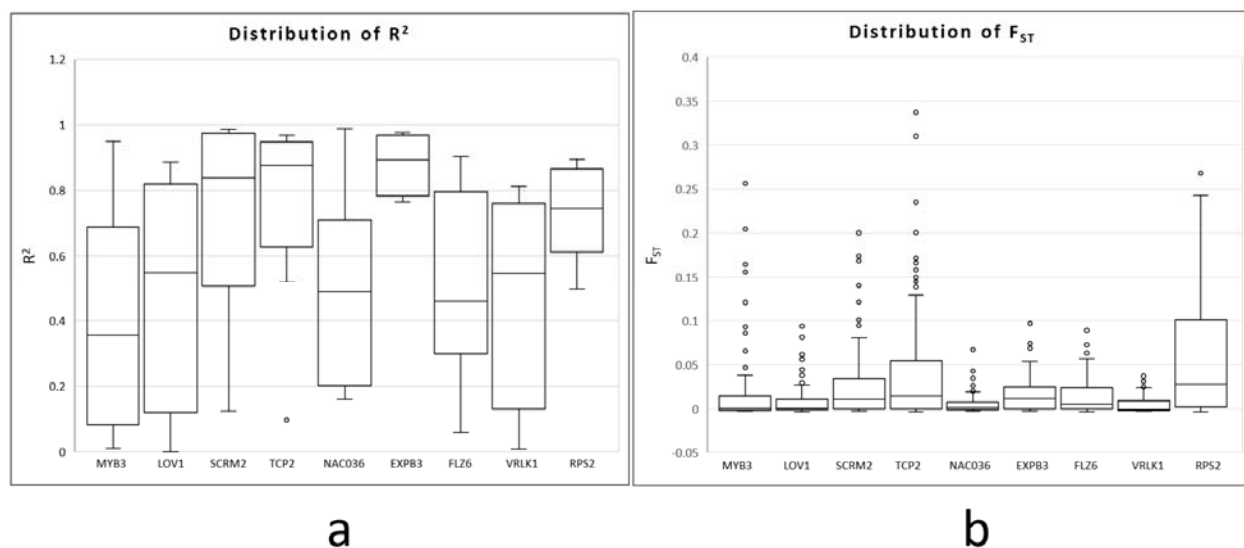 Distribution of R²
1.2
1
0.8
0.6
0.4
0.2
0
R²
MYB3 LOV1 SCRM2 TCP2 NAC036 EXPB3 FLZ6 VRLK1 RPS2
a
Distribution of FST
0.4
0.35
0.3
0.25
0.2
0.15
0.1
0.05
0
-0.05
FST
MYB3 LOV1 SCRM2 TCP2 NAC036 EXPB3 FLZ6 VRLK1 RPS2
b